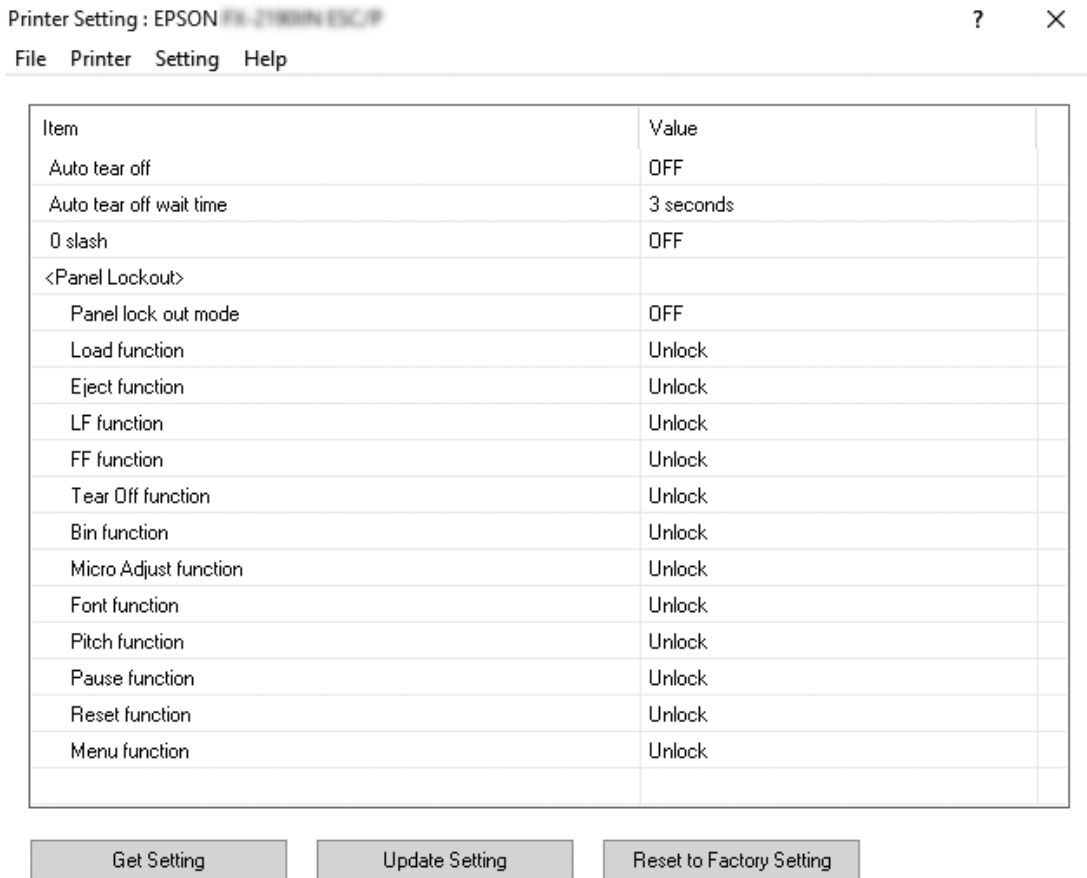 Printer Setting : EPSON
? ×
File Printer Setting Help
Item Value
Auto tear off OFF
Auto tear off wait time 3 seconds
0 slash OFF
<Panel Lockout>
Panel lock out mode OFF
Load function Unlock
Eject function Unlock
LF function Unlock
FF function Unlock
Tear Off function Unlock
Bin function Unlock
Micro Adjust function Unlock
Font function Unlock
Pitch function Unlock
Pause function Unlock
Reset function Unlock
Menu function Unlock
Get Setting Update Setting Reset to Factory Setting